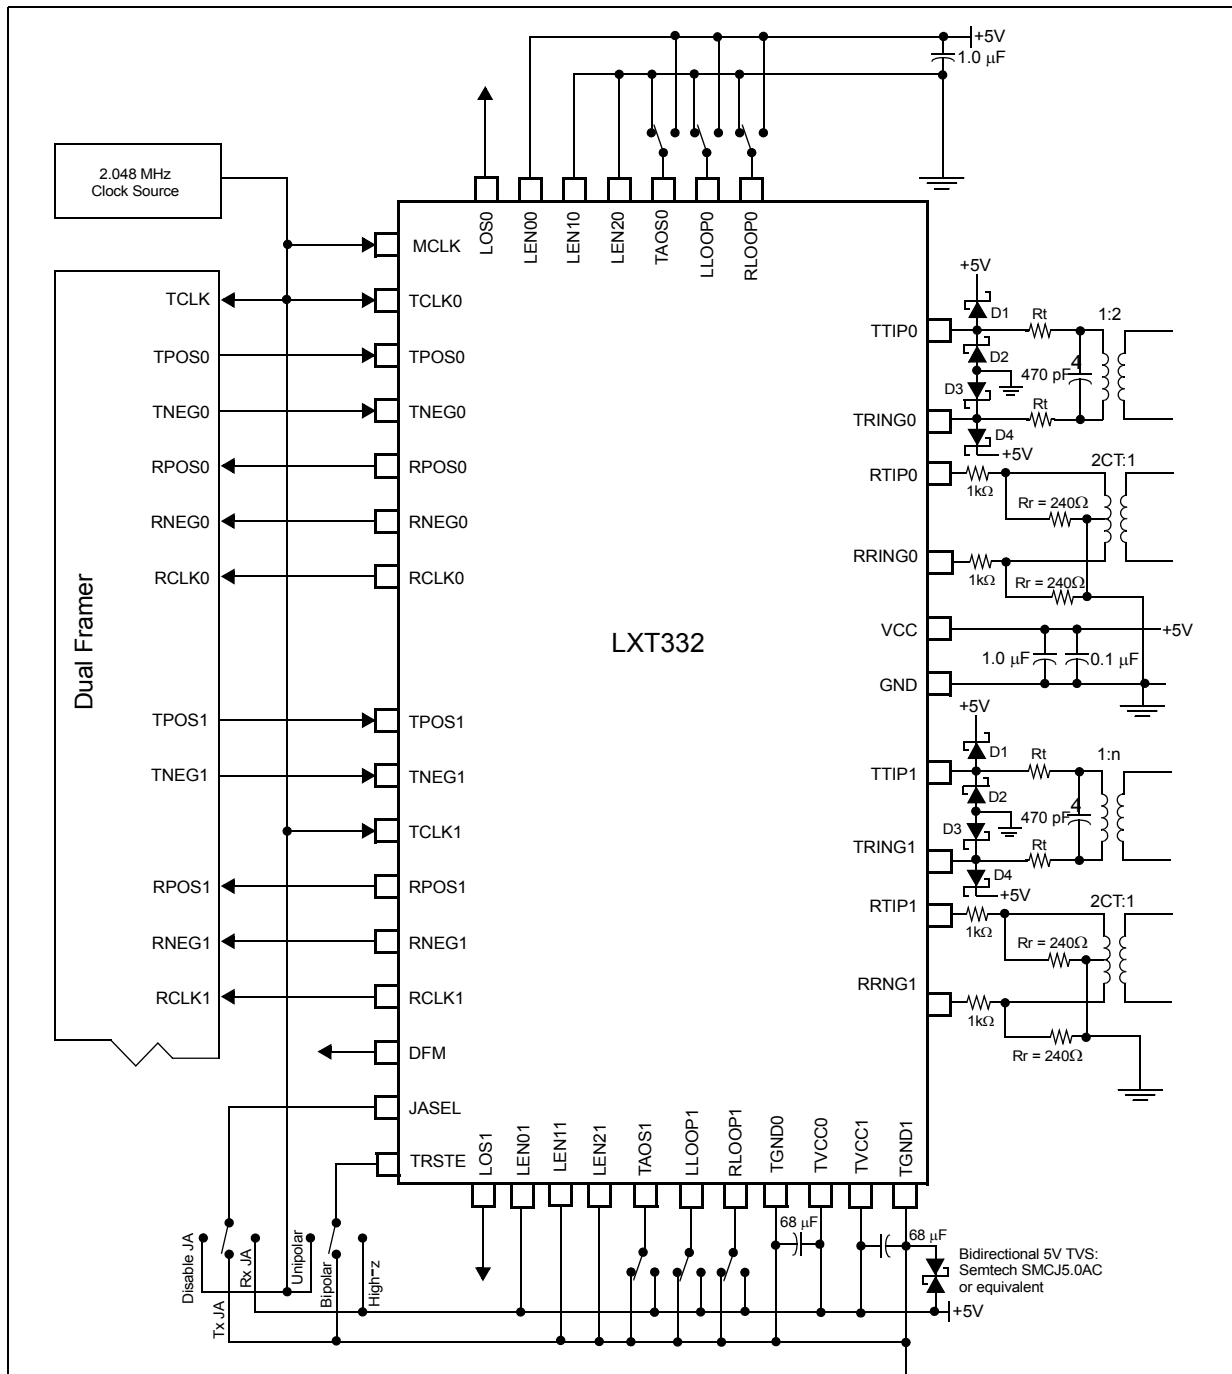 +5V
1.0 µF
2.048 MHz
Clock Source
LOS0
LEN00
LEN10
LEN20
TAOS0
LLOOP0
RLOOP0
Dual Framer
TCLK
TPOS0
TNEG0
RPOS0
RNEG0
RCLK0
TPOS1
TNEG1
RPOS1
RNEG1
RCLK1
MCLK
TCLK0
TPOS0
TNEG0
RPOS0
RNEG0
RCLK0
TPOS1
TNEG1
TCLK1
RPOS1
RNEG1
RCLK1
DFM
JASEL
TRSTE
LXT332
TTIP0
TRING0
RTIP0
RRING0
VCC
GND
TTIP1
TRING1
RTIP1
RRNG1
+5V
D1
Rt
1:2
D2
4
470 pF
D3
Rt
D4
+5V
2CT:1
1kΩ
Rr = 240Ω
1kΩ
Rr = 240Ω
+5V
1.0 µF
0.1 µF
+5V
D1
Rt
1:n
D2
4
470 pF
D3
Rt
D4
+5V
2CT:1
1kΩ
Rr = 240Ω
1kΩ
Rr = 240Ω
LOS1
LEN01
LEN11
LEN21
TAOS1
LLOOP1
RLOOP1
TGND0
TVCC0
TVCC1
TGND1
68 µF
68 µF
Bidirectional 5V TVS:
Semtech SMCJ5.0AC
or equivalent
+5V
Disable JA
Tx JA
Rx JA
Unipolar
Bipolar
High-z